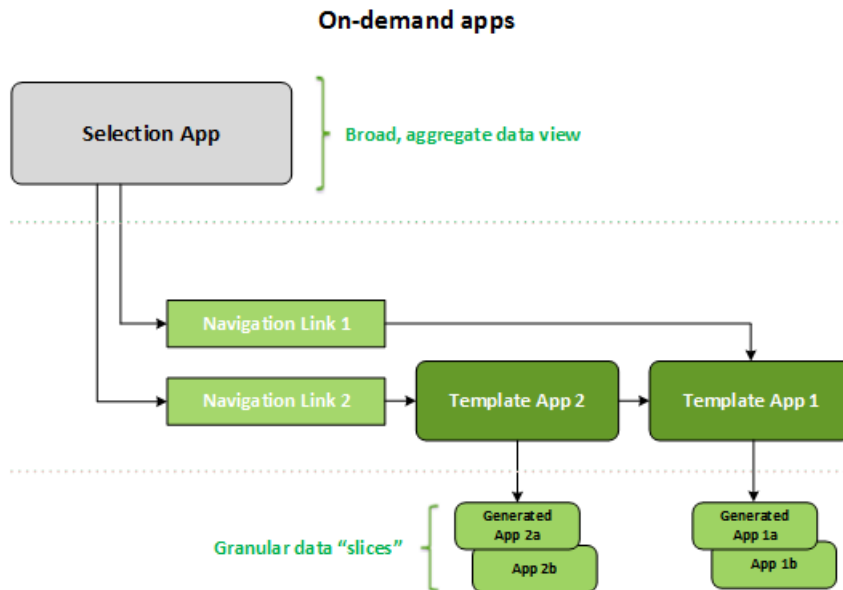 On-demand apps
Selection App
Broad, aggregate data view
Navigation Link 1
Navigation Link 2
Template App 2
Template App 1
Granular data “slices”
Generated
App 2a
App 2b
Generated
App 1a
App 1b